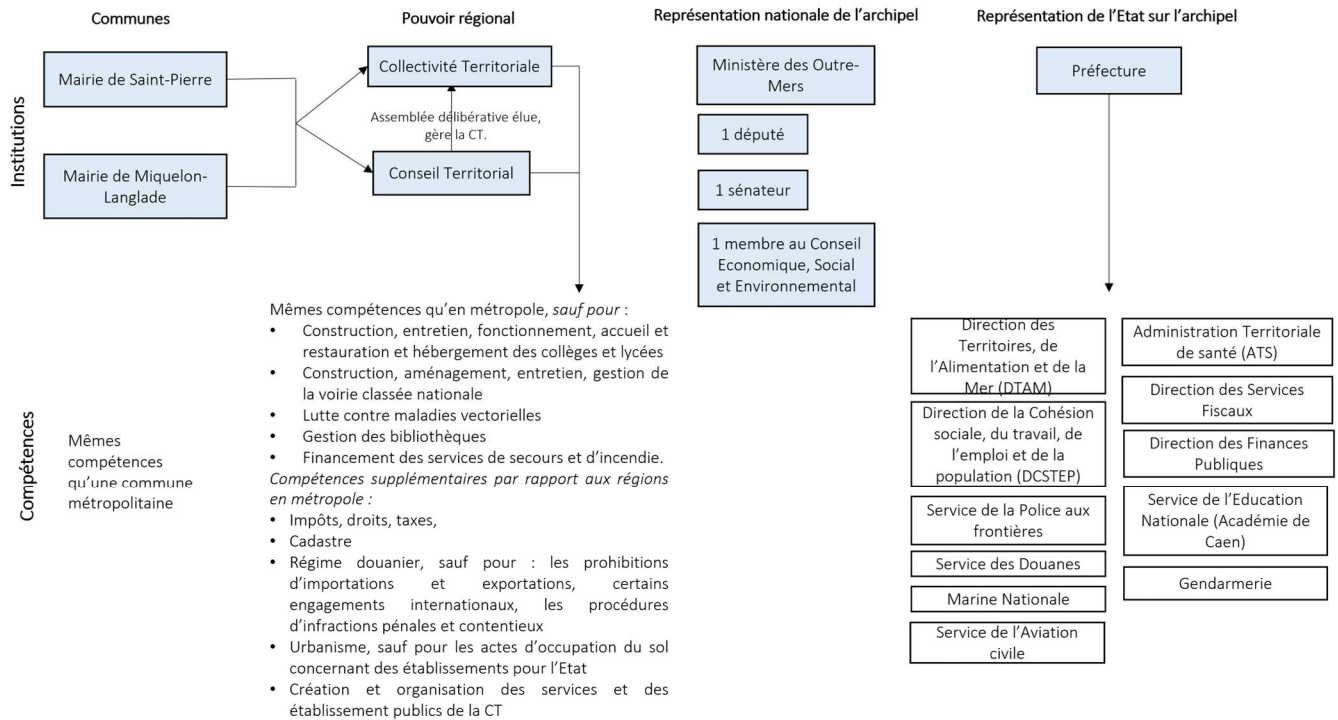 Communes
Pouvoir régional
Représentation nationale de l'archipel
Représentation de l'Etat sur l'archipel
Institutions
Mairie de Saint-Pierre
Mairie de Miquelon-
Langlade
Collectivité Territoriale
Assemblée délibérative élue,
gère la CT.
Conseil Territorial
Ministère des Outre-
Mers
1 député
1 sénateur
1 membre au Conseil
Economique, Social
et Environnemental
Préfecture
Compétences
Mêmes
compétences
qu'une commune
métropolitaine
Mêmes compétences qu'en métropole, sauf pour :
• Construction, entretien, fonctionnement, accueil et
restauration et hébergement des collèges et lycées
• Construction, aménagement, entretien, gestion de
la voirie classée nationale
• Lutte contre maladies vectorielles
• Gestion des bibliothèques
• Financement des services de secours et d'incendie.
Compétences supplémentaires par rapport aux régions
en métropole :
• Impôts, droits, taxes,
• Cadastre
• Régime douanier, sauf pour : les prohibitions
d'importations et exportations, certains
engagements internationaux, les procédures
d'infractions pénales et contentieux
• Urbanisme, sauf pour les actes d'occupation du sol
concernant des établissements pour l'Etat
• Création et organisation des services et des
établissement publics de la CT
Direction des
Territoires, de
l'Alimentation et de la
Mer (DTAM)
Direction de la Cohésion
sociale, du travail, de
l'emploi et de la
population (DCSTEP)
Service de la Police aux
frontières
Service des Douanes
Marine Nationale
Service de l'Aviation
civile
Administration Territoriale
de santé (ATS)
Direction des Services
Fiscaux
Direction des Finances
Publiques
Service de l'Education
Nationale (Académie de
Caen)
Gendarmerie